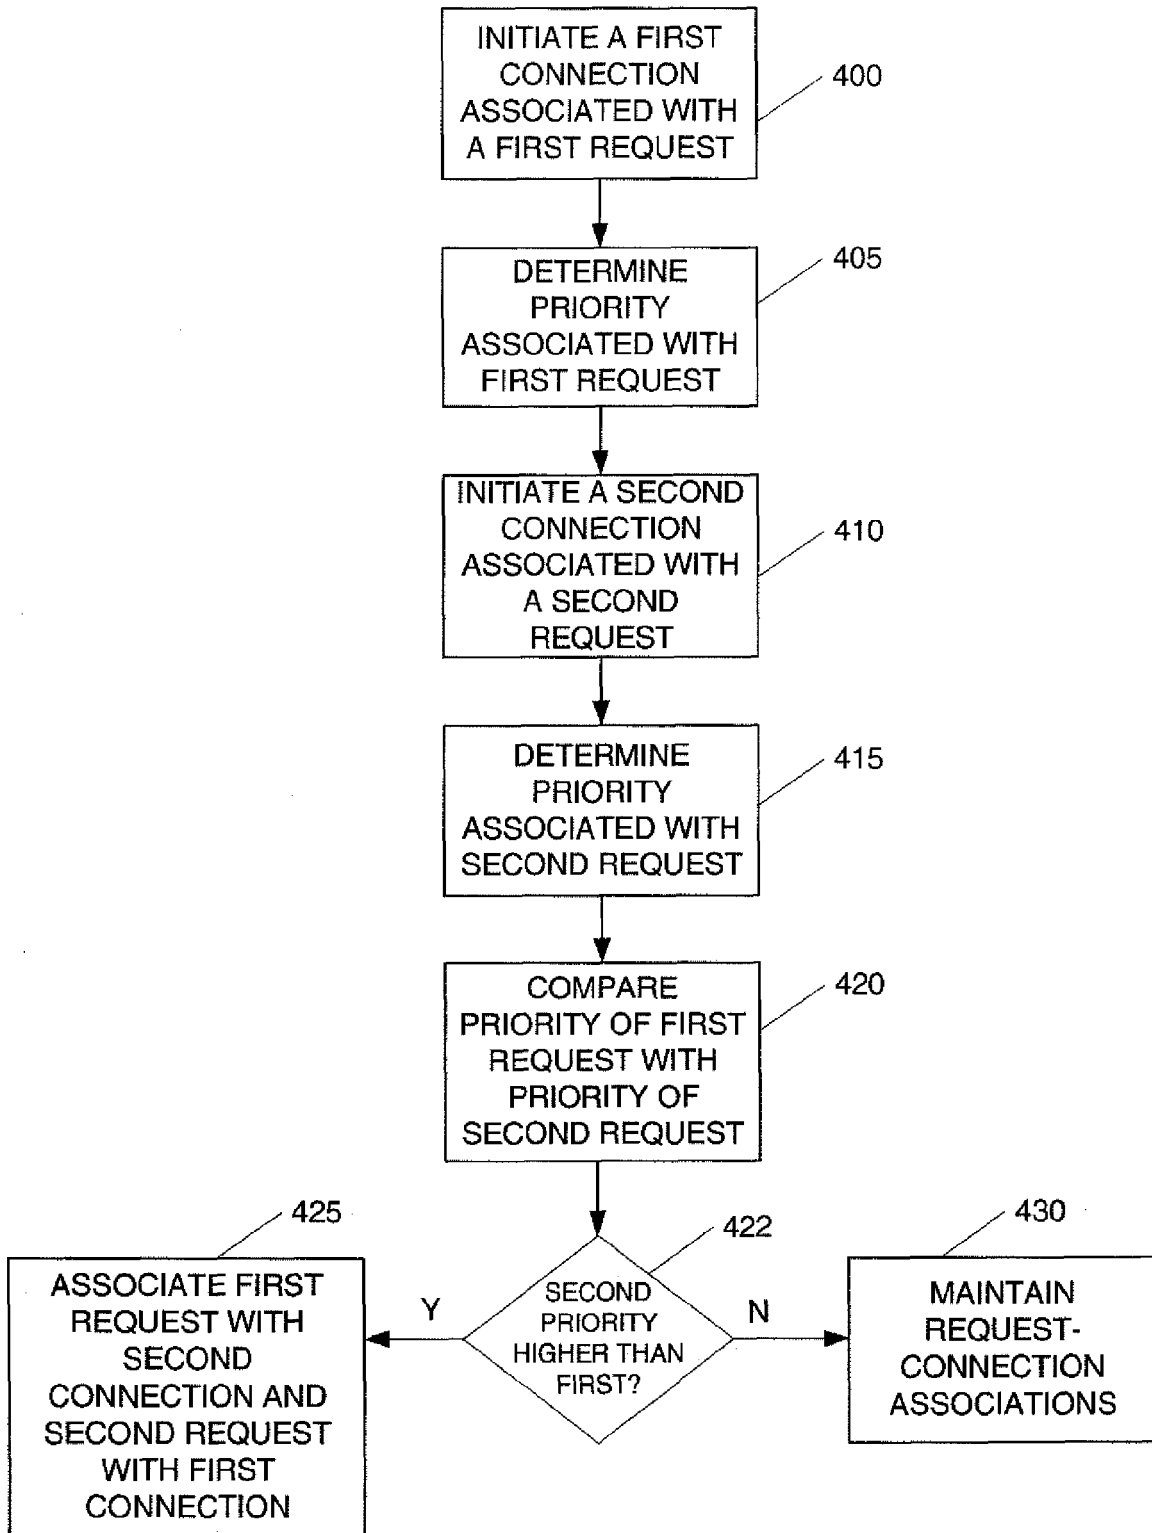 INITIATE A FIRST
CONNECTION
ASSOCIATED WITH
A FIRST REQUEST
400
DETERMINE
PRIORITY
ASSOCIATED WITH
FIRST REQUEST
405
INITIATE A SECOND
CONNECTION
ASSOCIATED WITH
A SECOND
REQUEST
410
DETERMINE
PRIORITY
ASSOCIATED WITH
SECOND REQUEST
415
COMPARE
PRIORITY OF FIRST
REQUEST WITH
PRIORITY OF
SECOND REQUEST
420
425
ASSOCIATE FIRST
REQUEST WITH
SECOND
CONNECTION AND
SECOND REQUEST
WITH FIRST
CONNECTION
Y
422
SECOND
PRIORITY
HIGHER THAN
FIRST?
N
430
MAINTAIN
REQUEST-
CONNECTION
ASSOCIATIONS